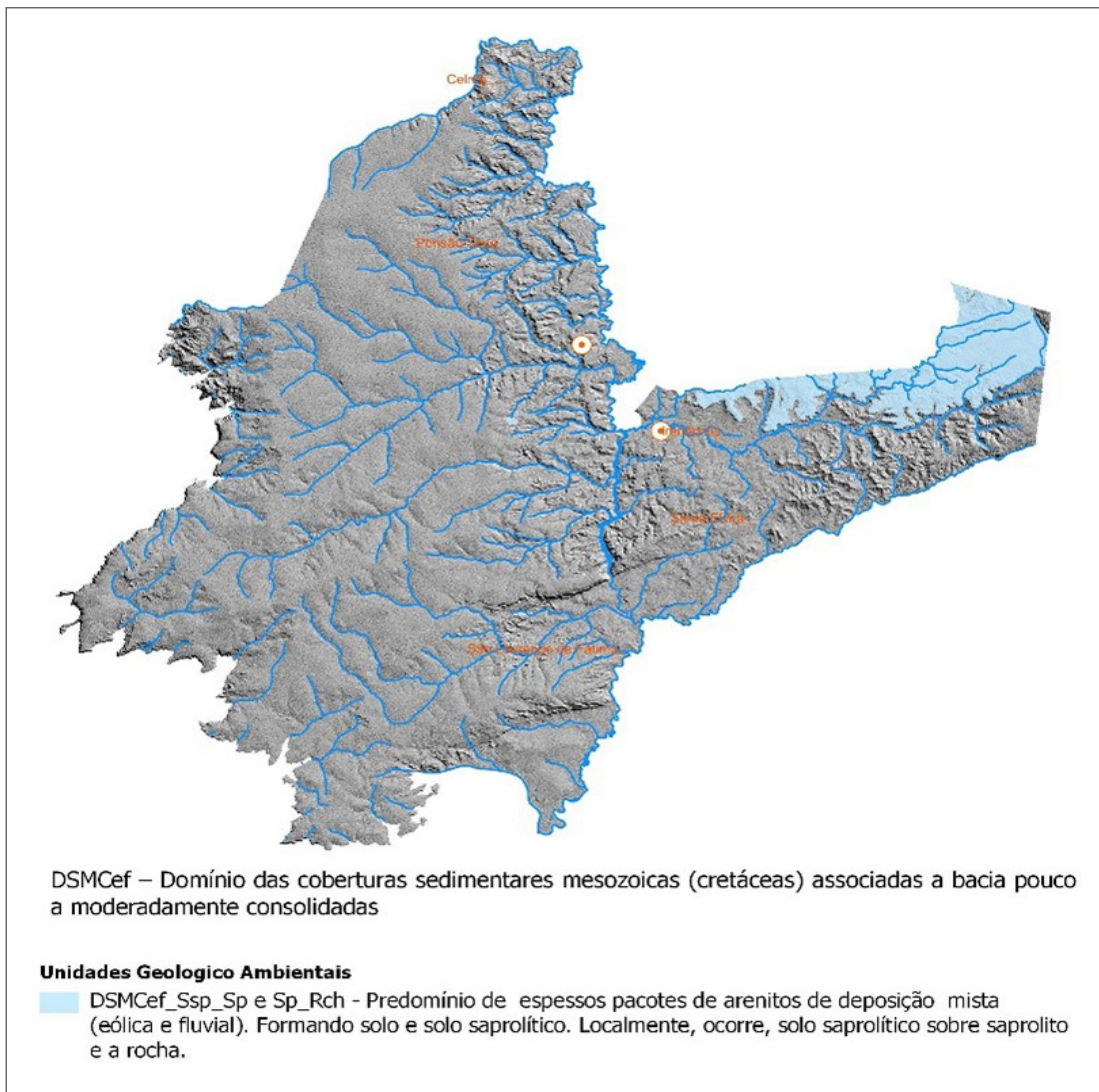 DSMCef – Domínio das coberturas sedimentares mesozoicas (cretáceas) associadas a bacia pouco
a moderadamente consolidadas
Unidades Geologico Ambientais
DSMCef_Ssp_Sp e Sp_Rch - Predomínio de espessos pacotes de arenitos de deposição mista
(eólica e fluvial). Formando solo e solo saprolítico. Localmente, ocorre, solo saprolítico sobre saprolito
e a rocha.